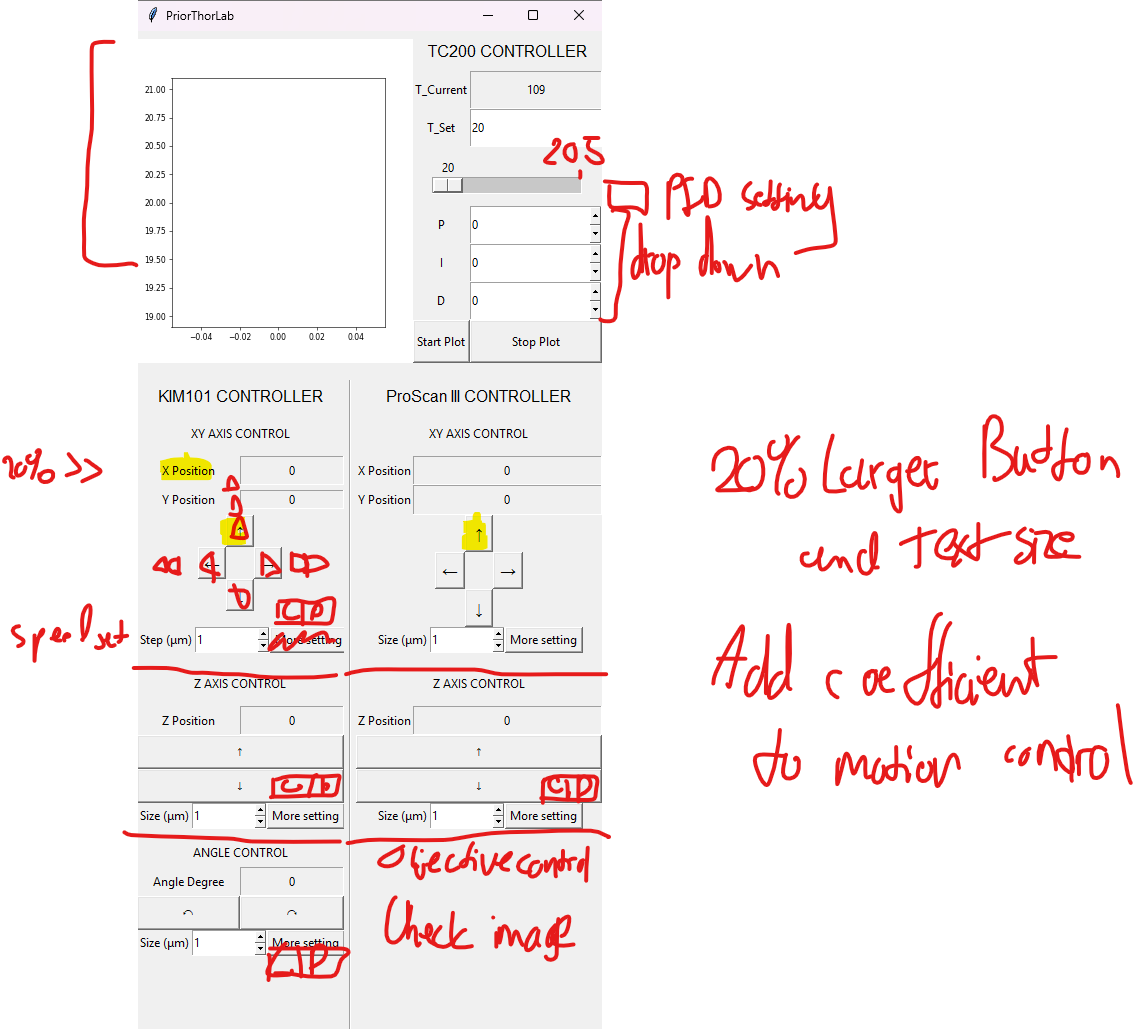 PriorThorLab
TC200 CONTROLLER
T_Current 109
T_Set 20
205
20
PID setting
drop down
P 0
I 0
D 0
Start Plot Stop Plot
21.00
20.75
20.50
20.25
20.00
19.75
19.50
19.25
19.00
−0.04 −0.02 0.00 0.02 0.04
KIM101 CONTROLLER
XY AXIS CONTROL
20% >>
X Position 0
Y Position 0
↑
← →
C/D
speed set
Step (µm) 1 More setting
Z AXIS CONTROL
Z Position 0
↑
↓ C/D
Size (µm) 1 More setting
ANGLE CONTROL
Angle Degree 0
↶ ↷
Size (µm) 1 More setting
C/D
ProScan III CONTROLLER
XY AXIS CONTROL
X Position 0
Y Position 0
↑
← →
↓
Size (µm) 1 More setting
Z AXIS CONTROL
Z Position 0
↑
↓ C/D
Size (µm) 1 More setting
Objective control
Check image
20% Larger Button
and text size
Add coefficient
to motion control